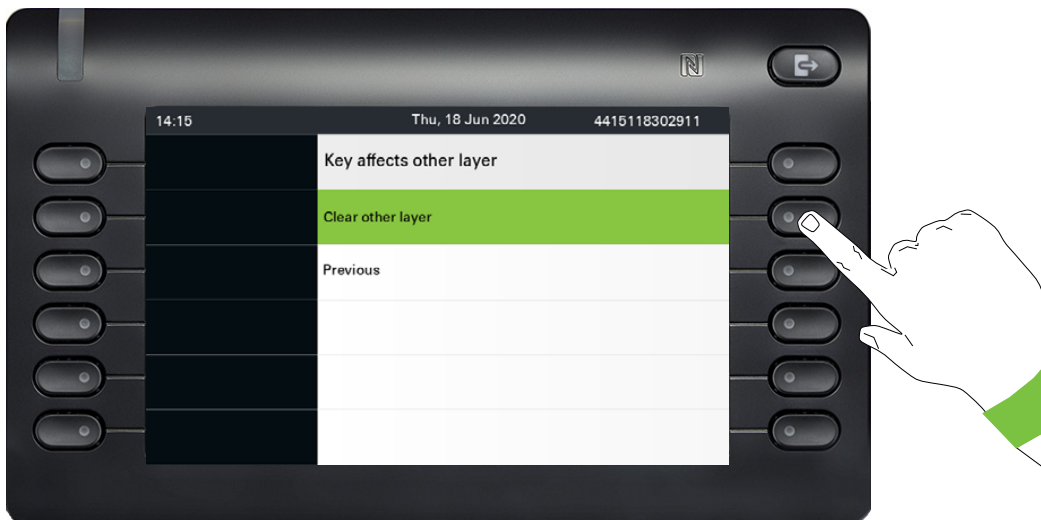 14:15 Thu, 18 Jun 2020 4415118302911
Key affects other layer
Clear other layer
Previous